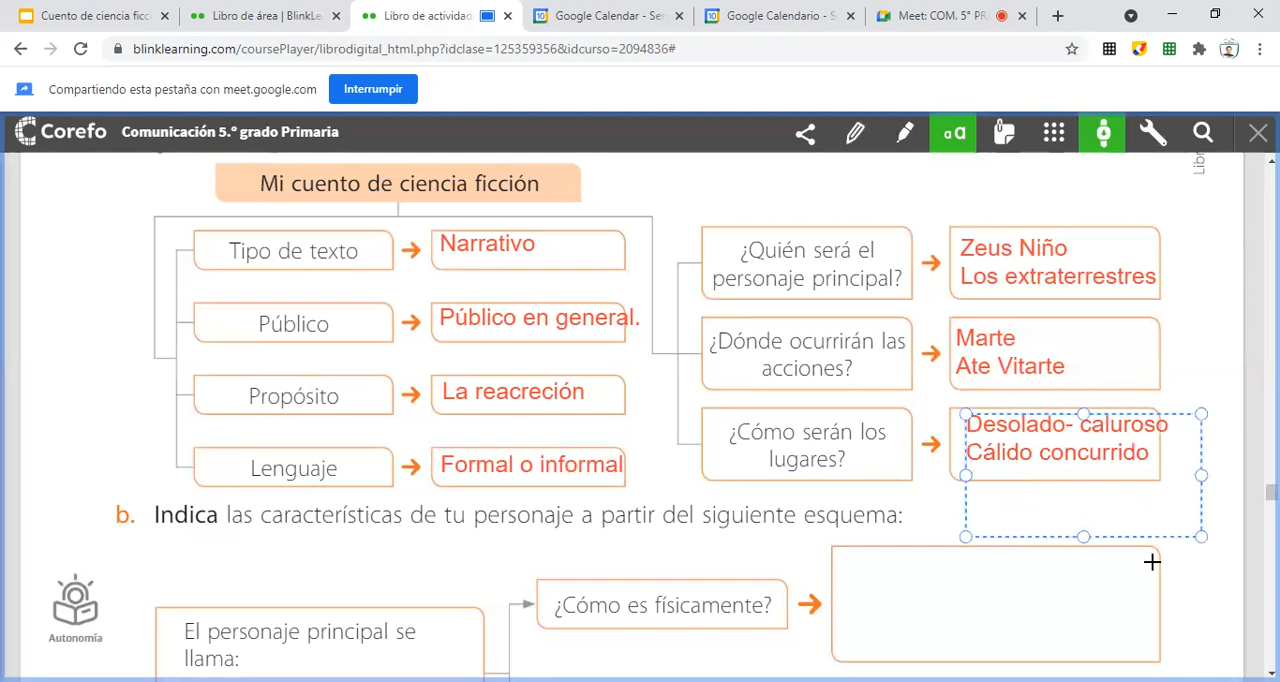 Cuento de ciencia ficci
Libro de área | BlinkLe
Libro de actividad
Google Calendar - Se
Google Calendario - S
Meet: COM. 5° PR
blinklearning.com/coursePlayer/librodigital_html.php?idclase=125359356&idcurso=2094836#
Compartiendo esta pestaña con meet.google.com
Interrumpir
Corefo
Comunicación 5.º grado Primaria
aa
Libr
Mi cuento de ciencia ficción
Tipo de texto
Narrativo
Público
Público en general.
Propósito
La reacreción
Lenguaje
Formal o informal
¿Quién será el
personaje principal?
Zeus Niño
Los extraterrestres
¿Dónde ocurrirán las
acciones?
Marte
Ate Vitarte
¿Cómo serán los
lugares?
Desolado- caluroso
Cálido concurrido
b. Indica las características de tu personaje a partir del siguiente esquema:
Autonomía
El personaje principal se
llama:
¿Cómo es físicamente?